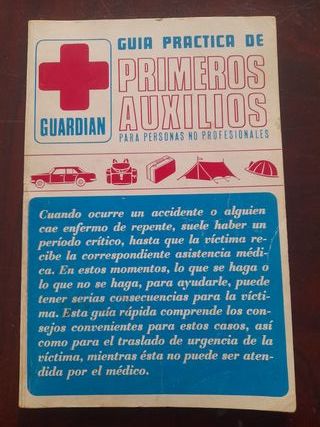 GUIA PRACTICA DE
PRIMEROS
AUXILIOS
PARA PERSONAS NO PROFESIONALES
GUARDIAN
Cuando ocurre un accidente o alguien
cae enfermo de repente, suele haber un
período crítico, hasta que la víctima re-
cibe la correspondiente asistencia médi-
ca. En estos momentos, lo que se haga o
lo que no se haga, para ayudarle, puede
tener serias consecuencias para la vícti-
ma. Esta guía rápida comprende los con-
sejos convenientes para estos casos, así
como para el traslado de urgencia de la
víctima, mientras ésta no puede ser aten-
dida por el médico.